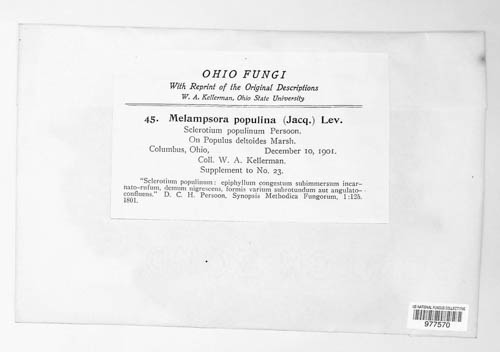 OHIO FUNGI
With Reprint of the Original Descriptions
W. A. Kellerman, Ohio State University
45. Melampsora populina (Jacq.) Lev.
Sclerotium populinum Persoon.
On Populus deltoides Marsh.
Columbus, Ohio, December 10, 1901.
Coll. W. A. Kellerman.
Supplement to No. 23.
"Sclerotium populinum: epiphyllum congestum subimmersum incar-
nato-rufum, demum nigrescens, formis varium subrotundum aut angulato-
confluens." D. C. H. Persoon, Synopsis Methodica Fungorum, 1:125.
1801.
US NATIONAL FUNGUS COLLECTIONS
977570